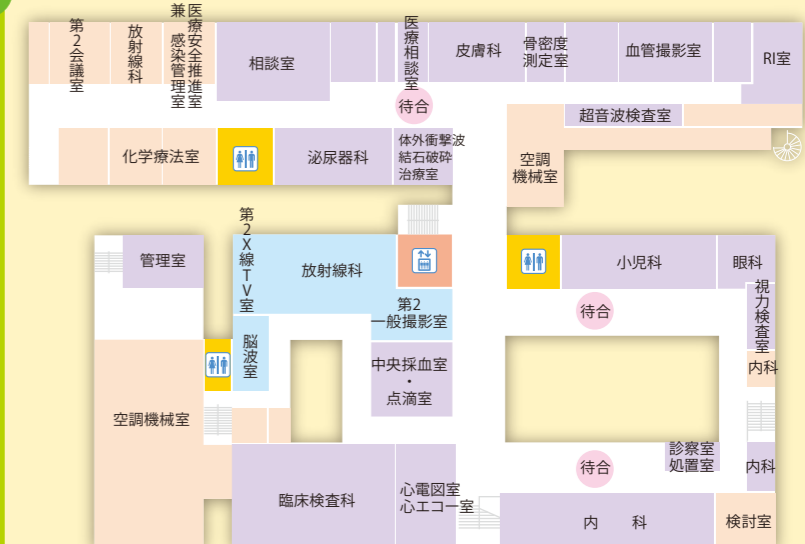 第2会議室
放射線科
医療安全推進室
兼 感染管理室
相談室
医療相談室
皮膚科
骨密度
測定室
血管撮影室
RI室
待合
超音波検査室
化学療法室
泌尿器科
体外衝撃波
結石破砕
治療室
空調
機械室
管理室
第2X線TV室
放射線科
小児科
眼科
第2
一般撮影室
待合
視力検査室
脳波室
中央採血室
・
点滴室
内科
空調機械室
診察室
処置室
待合
内科
臨床検査科
心電図室
心エコー室
内 科
検討室